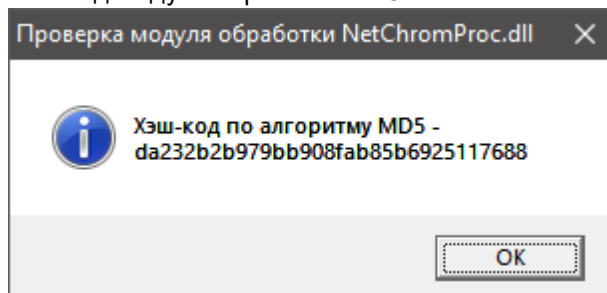 Проверка модуля обработки NetChromProc.dll
Хэш-код по алгоритму MD5 -
da232b2b979bb908fab85b6925117688
OK